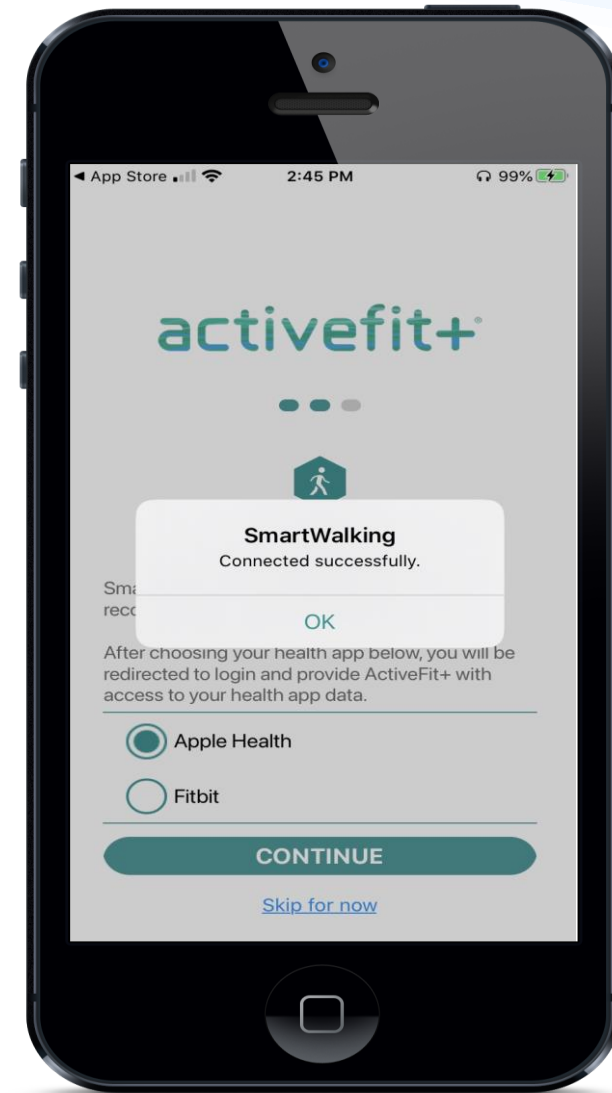 App Store 2:45 PM 99%
activefit+
SmartWalking
Connected successfully.
OK
After choosing your health app below, you will be
redirected to login and provide ActiveFit+ with
access to your health app data.
Apple Health
Fitbit
CONTINUE
Skip for now